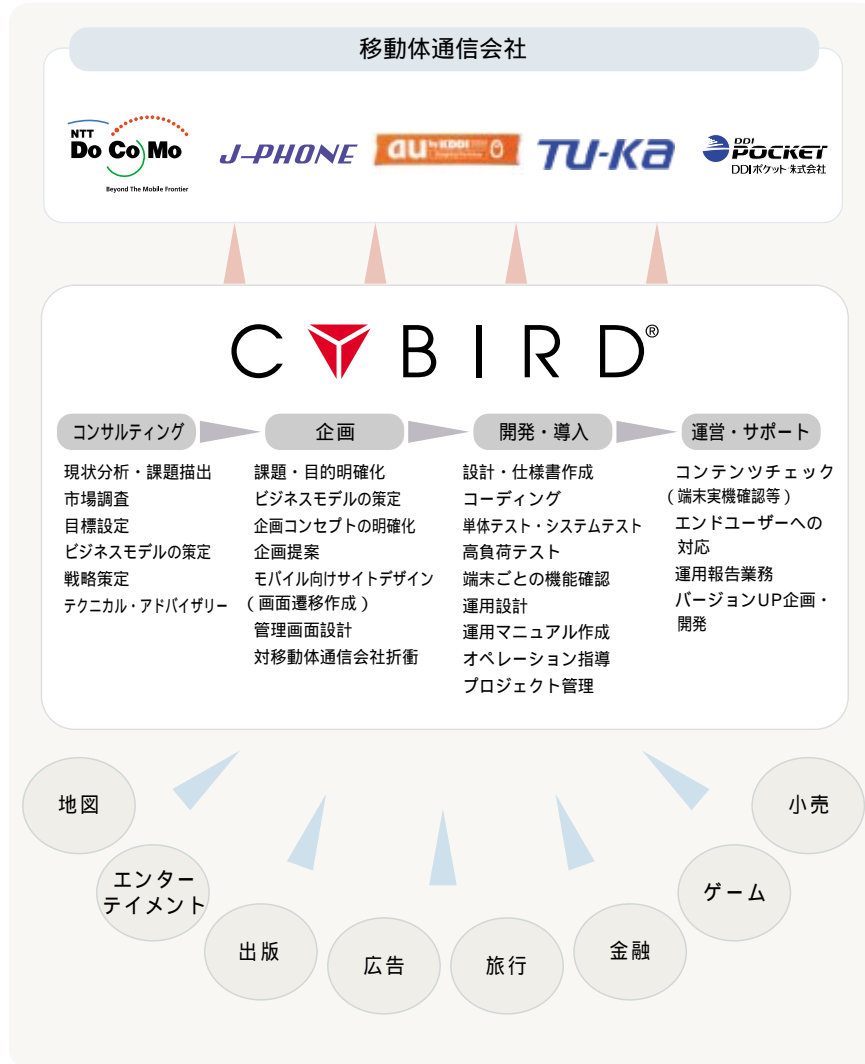 移動体通信会社
NTT
DoCoMo
Beyond The Mobile Frontier
J-PHONE
au by KDDI
TU-KA
DDI
POCKET
DDIポケット株式会社
CYBIRD®
コンサルティング
現状分析・課題描出
市場調査
目標設定
ビジネスモデルの策定
戦略策定
テクニカル・アドバイザリー
企画
課題・目的明確化
ビジネスモデルの策定
企画コンセプトの明確化
企画提案
モバイル向けサイトデザイン
(画面遷移作成)
管理画面設計
対移動体通信会社折衝
開発・導入
設計・仕様書作成
コーディング
単体テスト・システムテスト
高負荷テスト
端末ごとの機能確認
運用設計
運用マニュアル作成
オペレーション指導
プロジェクト管理
運営・サポート
コンテンツチェック
(端末実機確認等)
エンドユーザーへの
対応
運用報告業務
バージョンUP企画・
開発
地図
エンター
テイメント
出版
広告
旅行
金融
ゲーム
小売